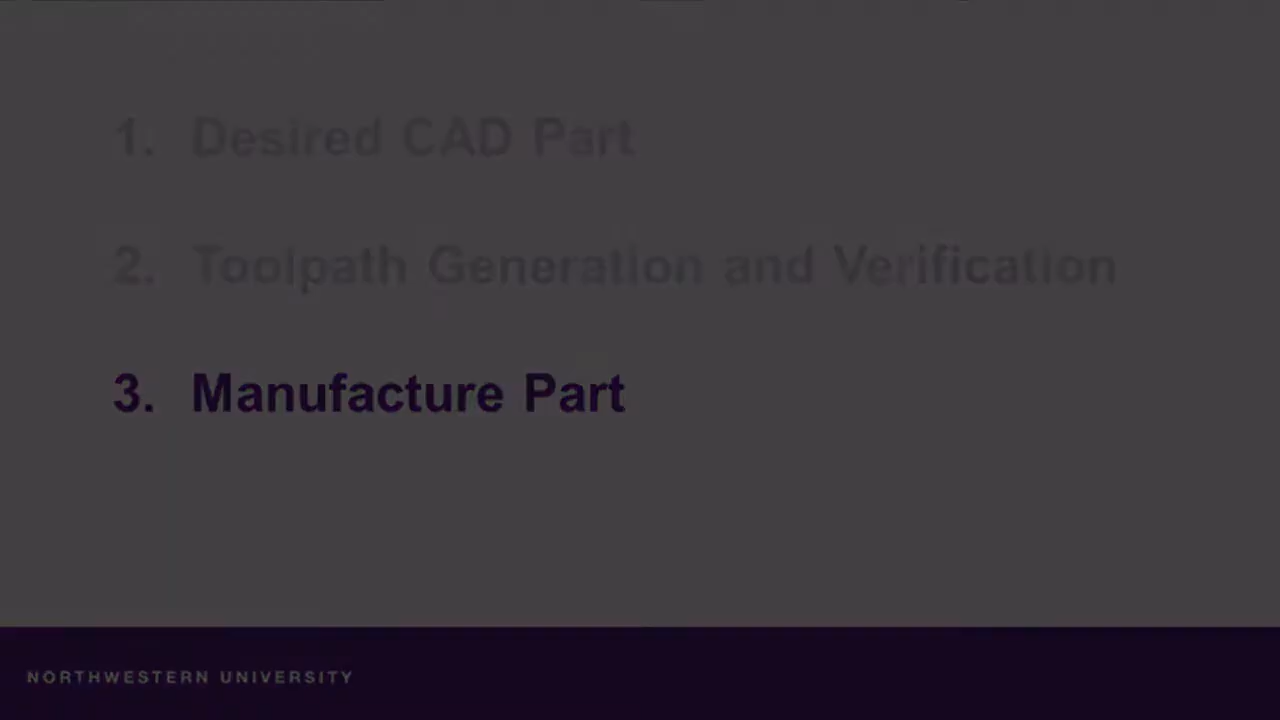 1. Desired CAD Part
2. Toolpath Generation and Verification
3. Manufacture Part
NORTHWESTERN UNIVERSITY